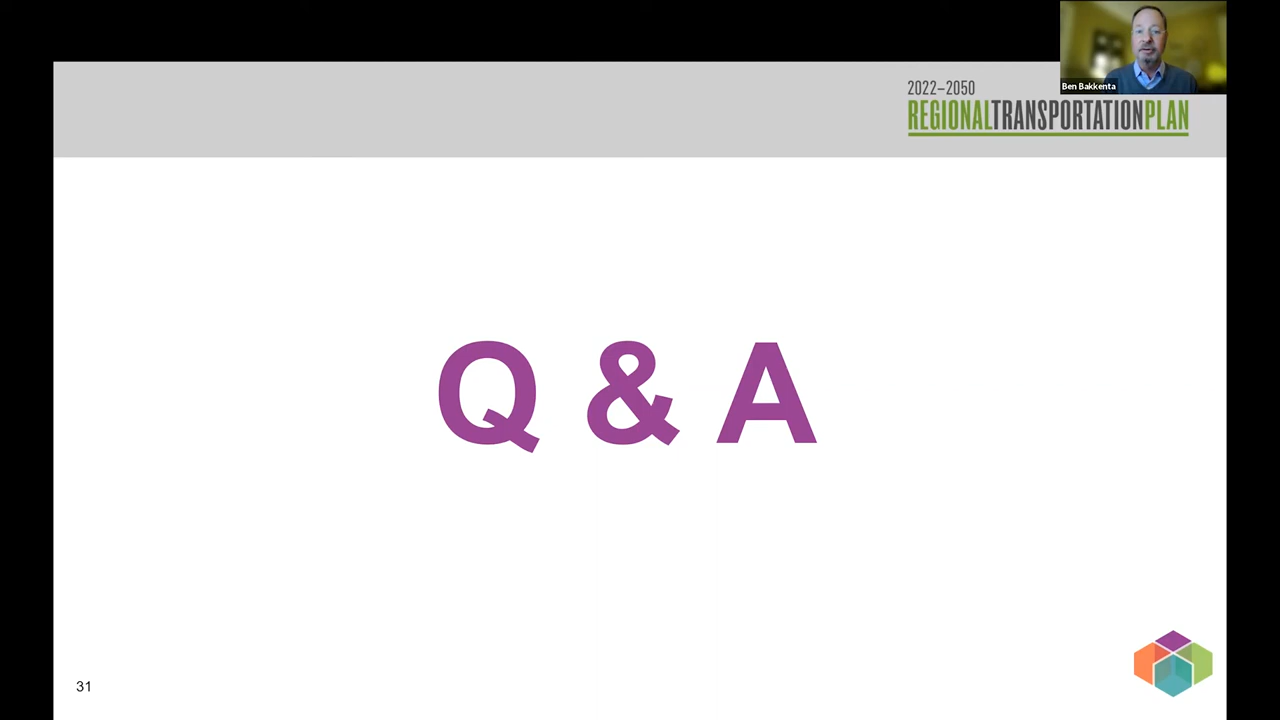 Ben Bakkenta
2022–2050
REGIONALTRANSPORTATIONPLAN
Q & A
31